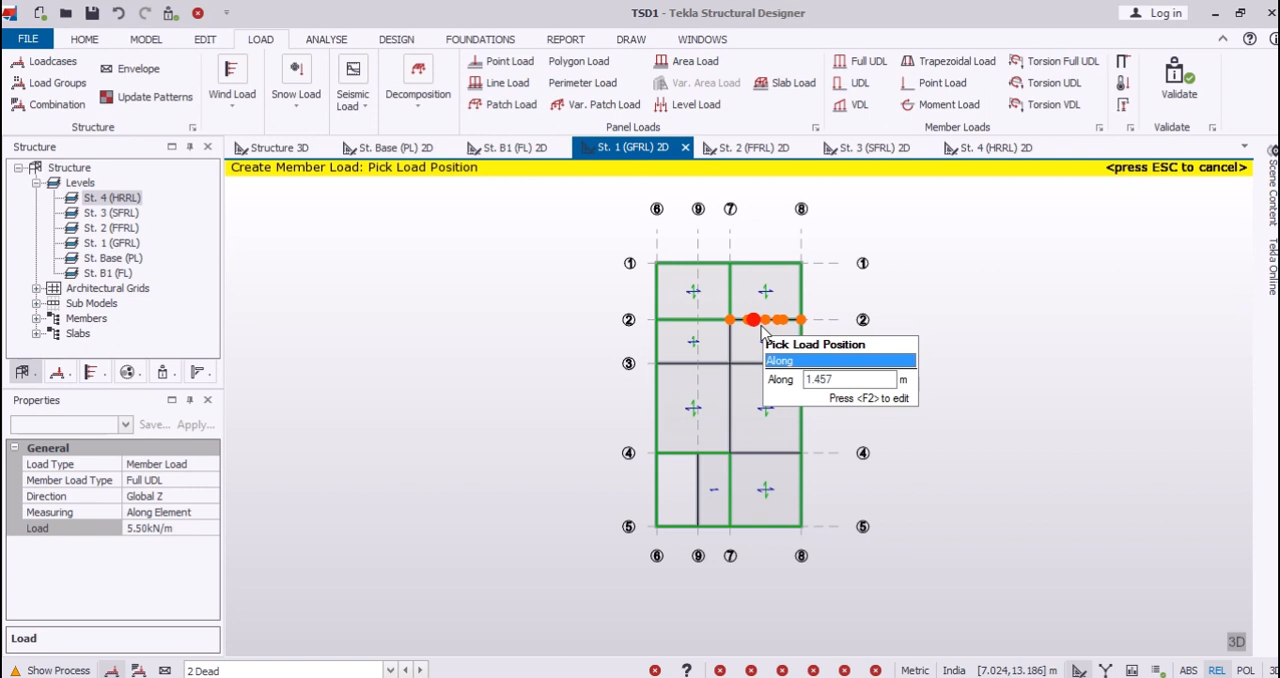 TSD1 - Tekla Structural Designer
Log in
FILE HOME MODEL EDIT LOAD ANALYSE DESIGN FOUNDATIONS REPORT DRAW WINDOWS
Loadcases
Load Groups
Combination
Envelope
Update Patterns
Structure
Wind Load
Snow Load
Seismic Load
Decomposition
Point Load Polygon Load Area Load
Line Load Perimeter Load Var. Area Load Slab Load
Patch Load Var. Patch Load Level Load
Panel Loads
Full UDL Trapezoidal Load Torsion Full UDL
UDL Point Load Torsion UDL
VDL Moment Load Torsion VDL
Member Loads
Validate
Validate
Structure
Structure 3D St. Base (PL) 2D St. B1 (FL) 2D St. 1 (GFRL) 2D St. 2 (FFRL) 2D St. 3 (SFRL) 2D St. 4 (HRRL) 2D
Create Member Load: Pick Load Position <press ESC to cancel>
Structure
Levels
St. 4 (HRRL)
St. 3 (SFRL)
St. 2 (FFRL)
St. 1 (GFRL)
St. Base (PL)
St. B1 (FL)
Architectural Grids
Sub Models
Members
Slabs
Properties
Save... Apply...
General
Load Type Member Load
Member Load Type Full UDL
Direction Global Z
Measuring Along Element
Load 5.50kN/m
Load
6 9 7 8
1 1
2 2
3
4 4
5 5
6 9 7 8
Pick Load Position
Along
Along 1.457 m
Press <F2> to edit
3D
Scene Content
Tekla Online
Show Process 2 Dead ? Metric India [7.024,13.186] m ABS REL POL 3D